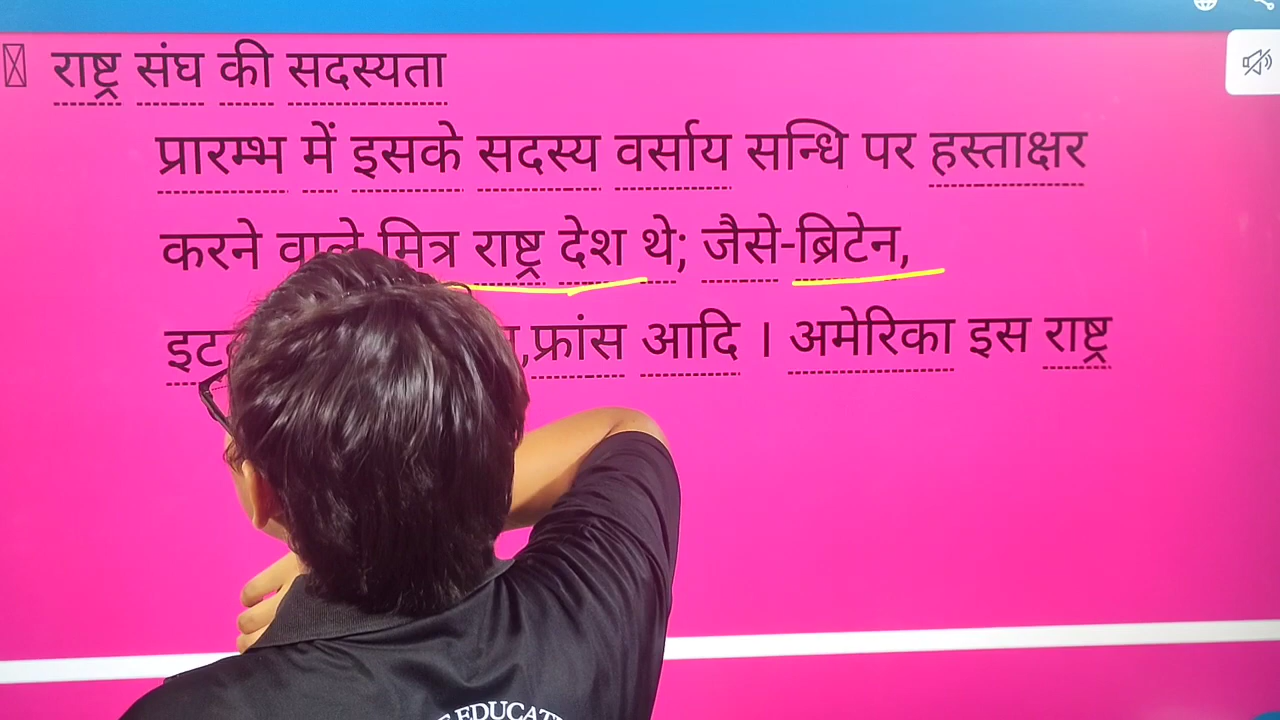 राष्ट्र संघ की सदस्यता
प्रारम्भ में इसके सदस्य वर्साय सन्धि पर हस्ताक्षर
करने वाले मित्र राष्ट्र देश थे; जैसे-ब्रिटेन,
,फ्रांस आदि । अमेरिका इस राष्ट्र